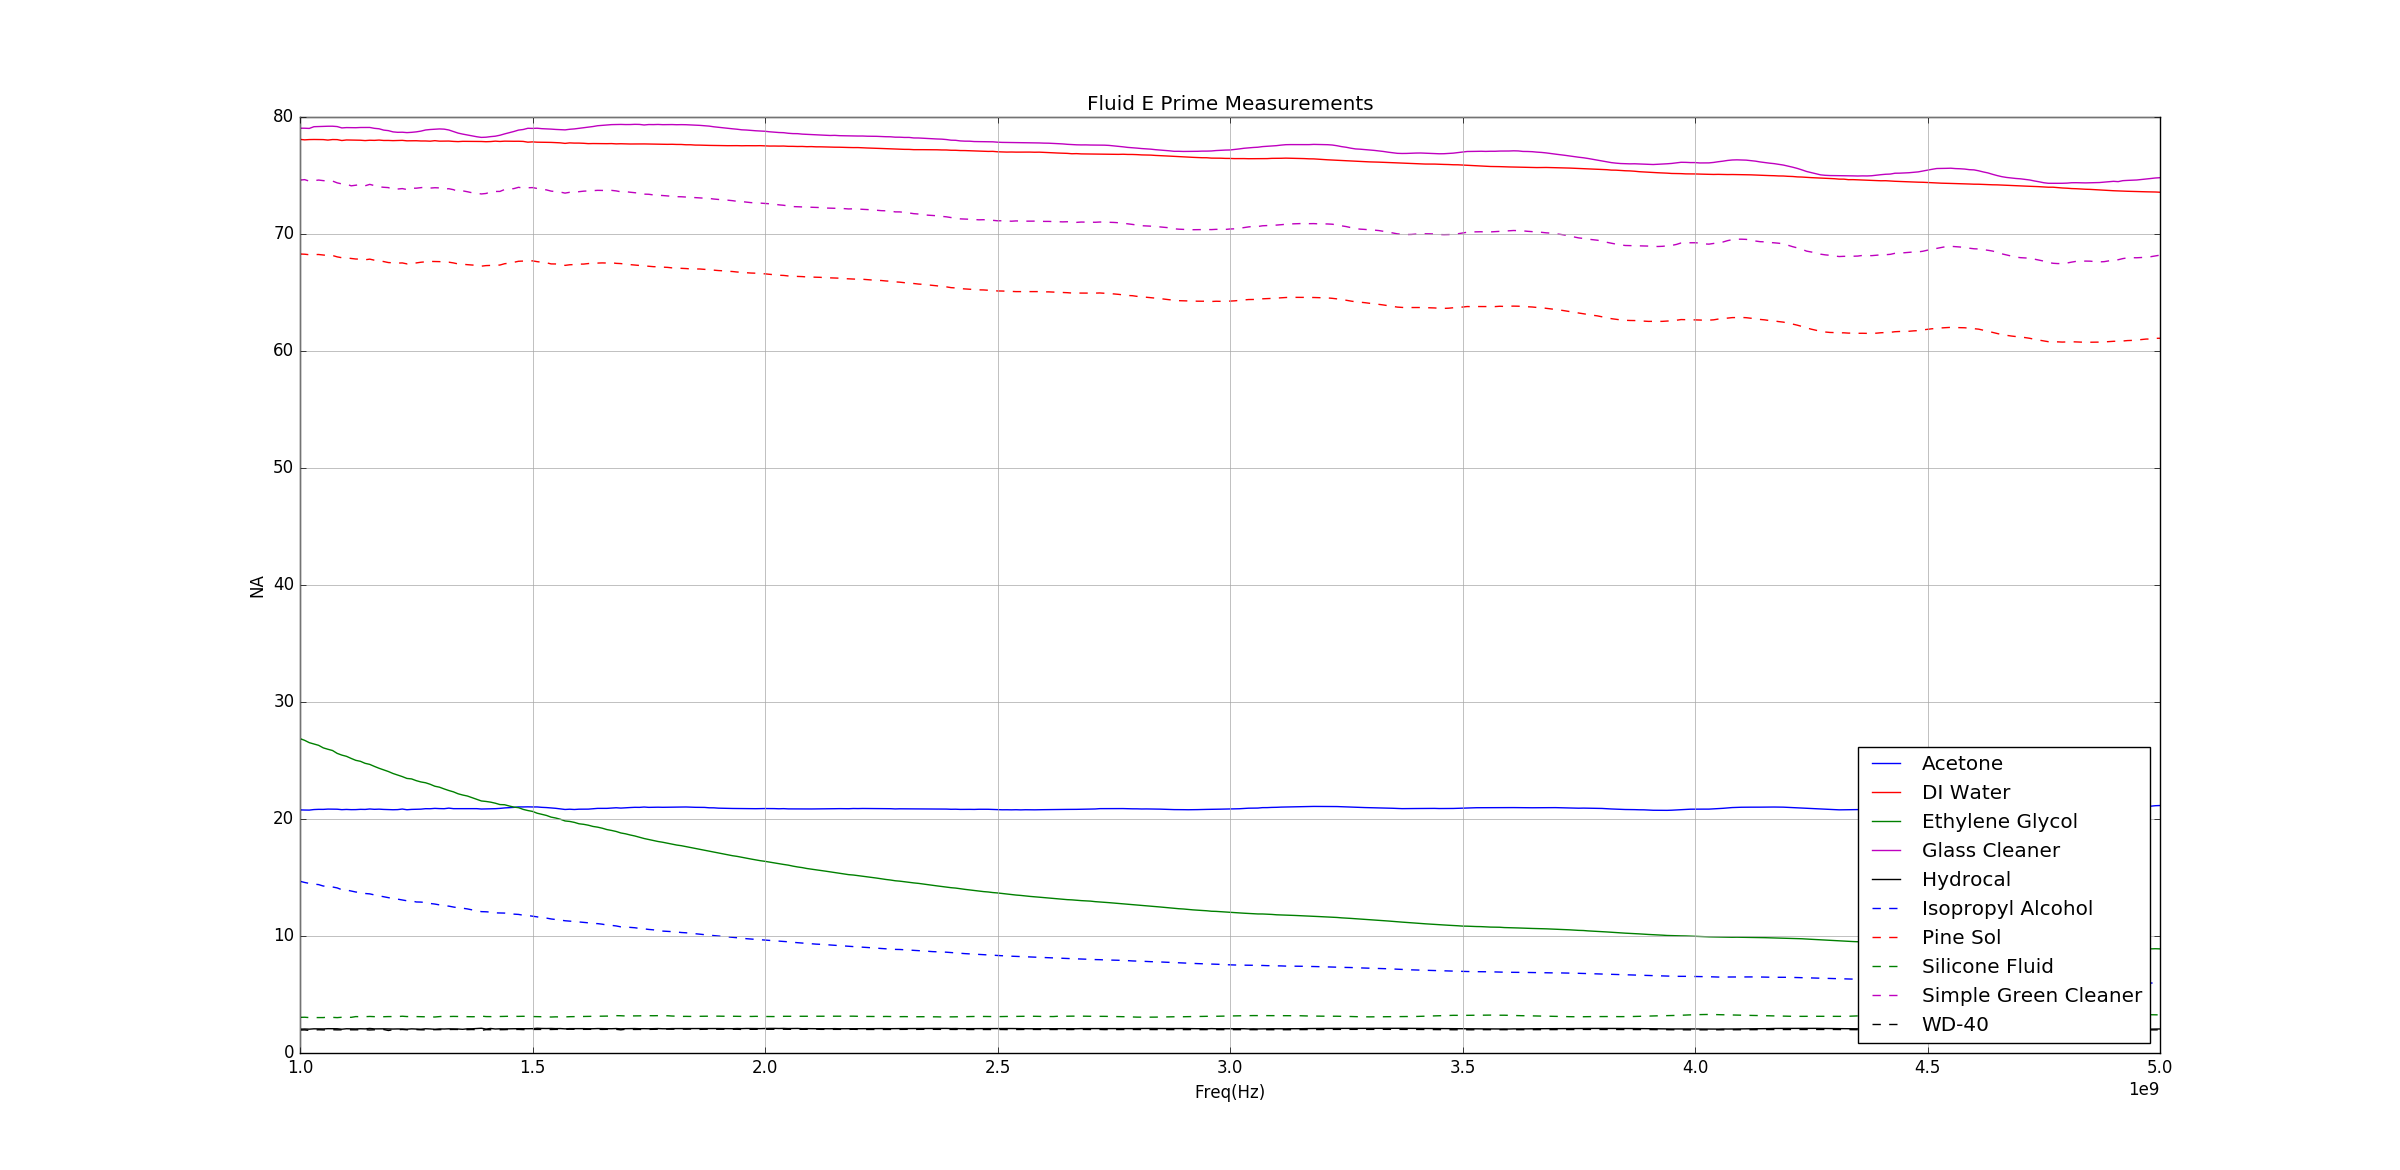 Fluid E Prime Measurements
80
70
60
50
40
30
20
10
0
NA
Acetone
DI Water
Ethylene Glycol
Glass Cleaner
Hydrocal
Isopropyl Alcohol
Pine Sol
Silicone Fluid
Simple Green Cleaner
WD-40
1.0 1.5 2.0 2.5 3.0 3.5 4.0 4.5 5.0
1e9
Freq(Hz)